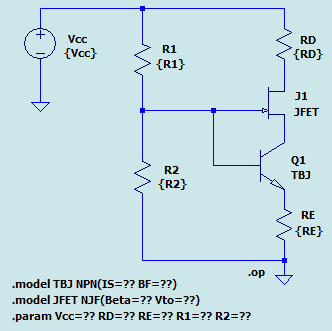 Vcc
{Vcc}
R1
{R1}
RD
{RD}
J1
JFET
R2
{R2}
Q1
TBJ
RE
{RE}
.op
.model TBJ NPN(IS=?? BF=??)
.model JFET NJF(Beta=?? Vto=??)
.param Vcc=?? RD=?? RE=?? R1=?? R2=??